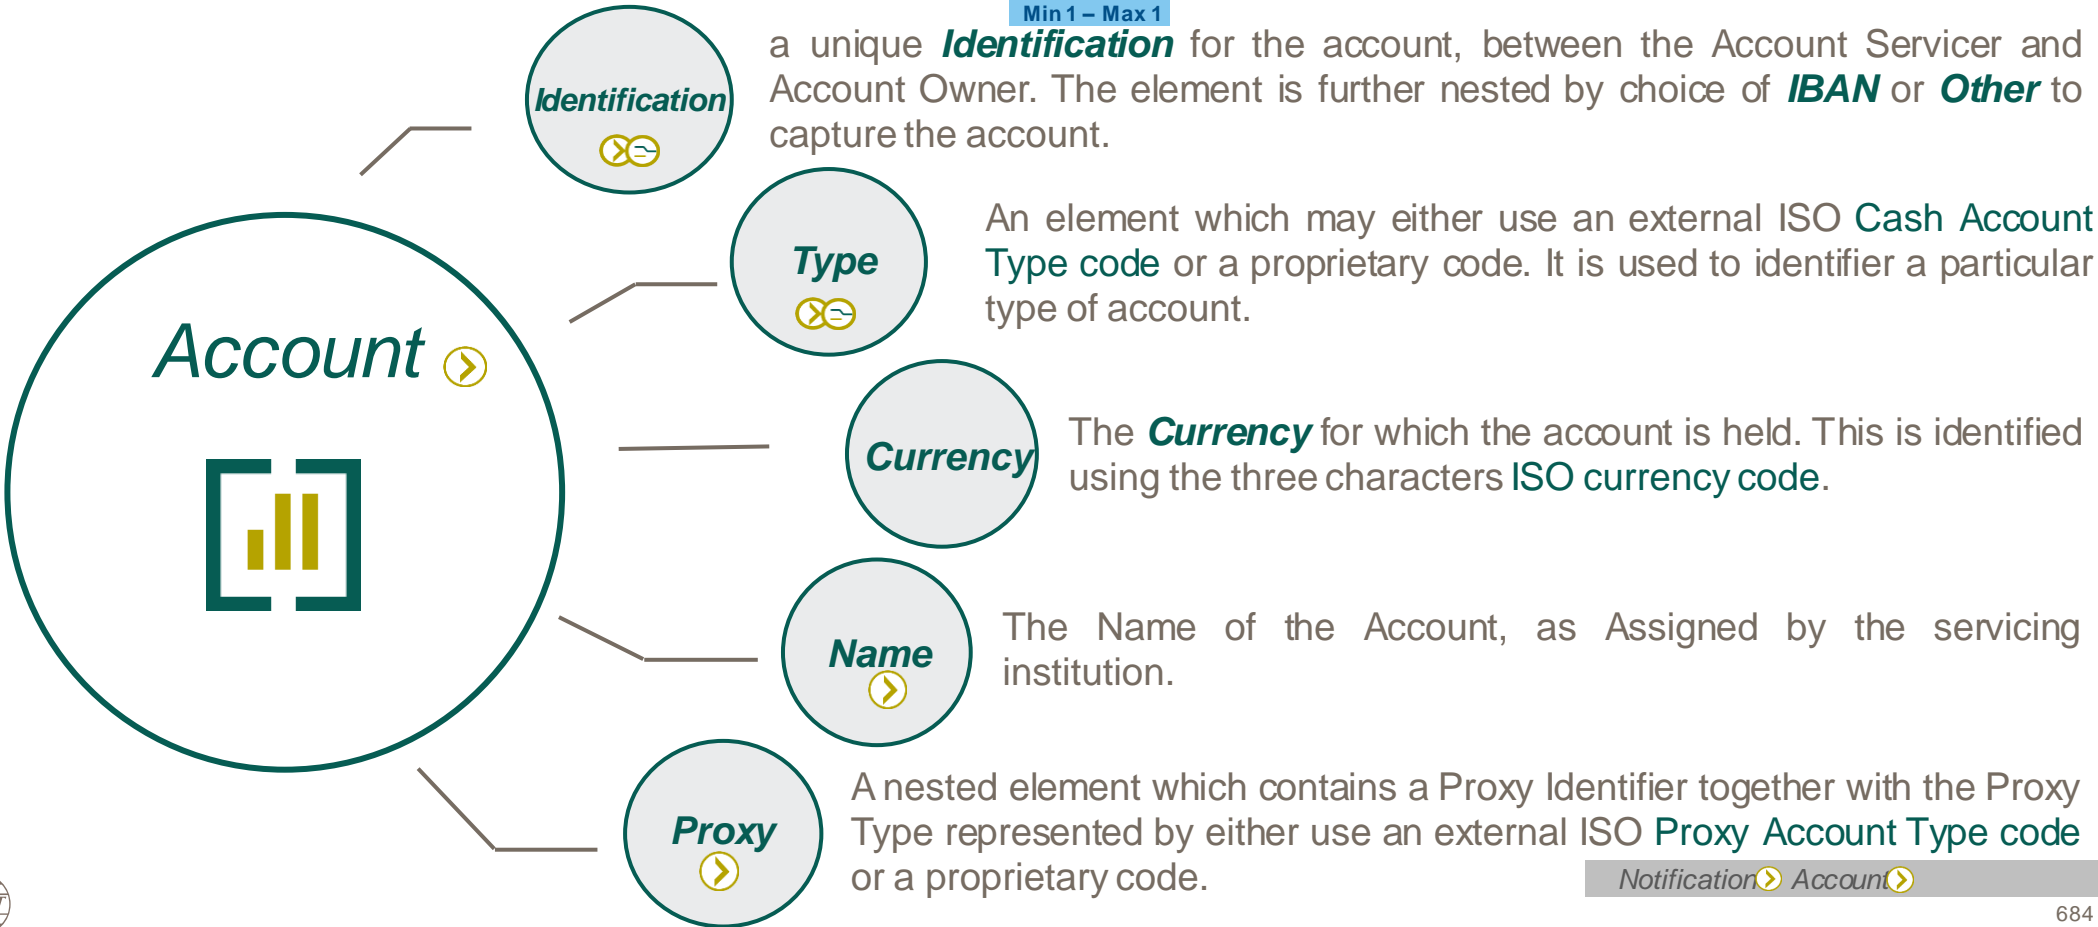 Min 1 – Max 1
a unique Identification for the account, between the Account Servicer and
Account Owner. The element is further nested by choice of IBAN or Other to
capture the account.
Identification
An element which may either use an external ISO Cash Account
Type code or a proprietary code. It is used to identifier a particular
type of account.
Type
Account
The Currency for which the account is held. This is identified
using the three characters ISO currency code.
Currency
The Name of the Account, as Assigned by the servicing
institution.
Name
A nested element which contains a Proxy Identifier together with the Proxy
Type represented by either use an external ISO Proxy Account Type code
or a proprietary code.
Proxy
Notification Account
684